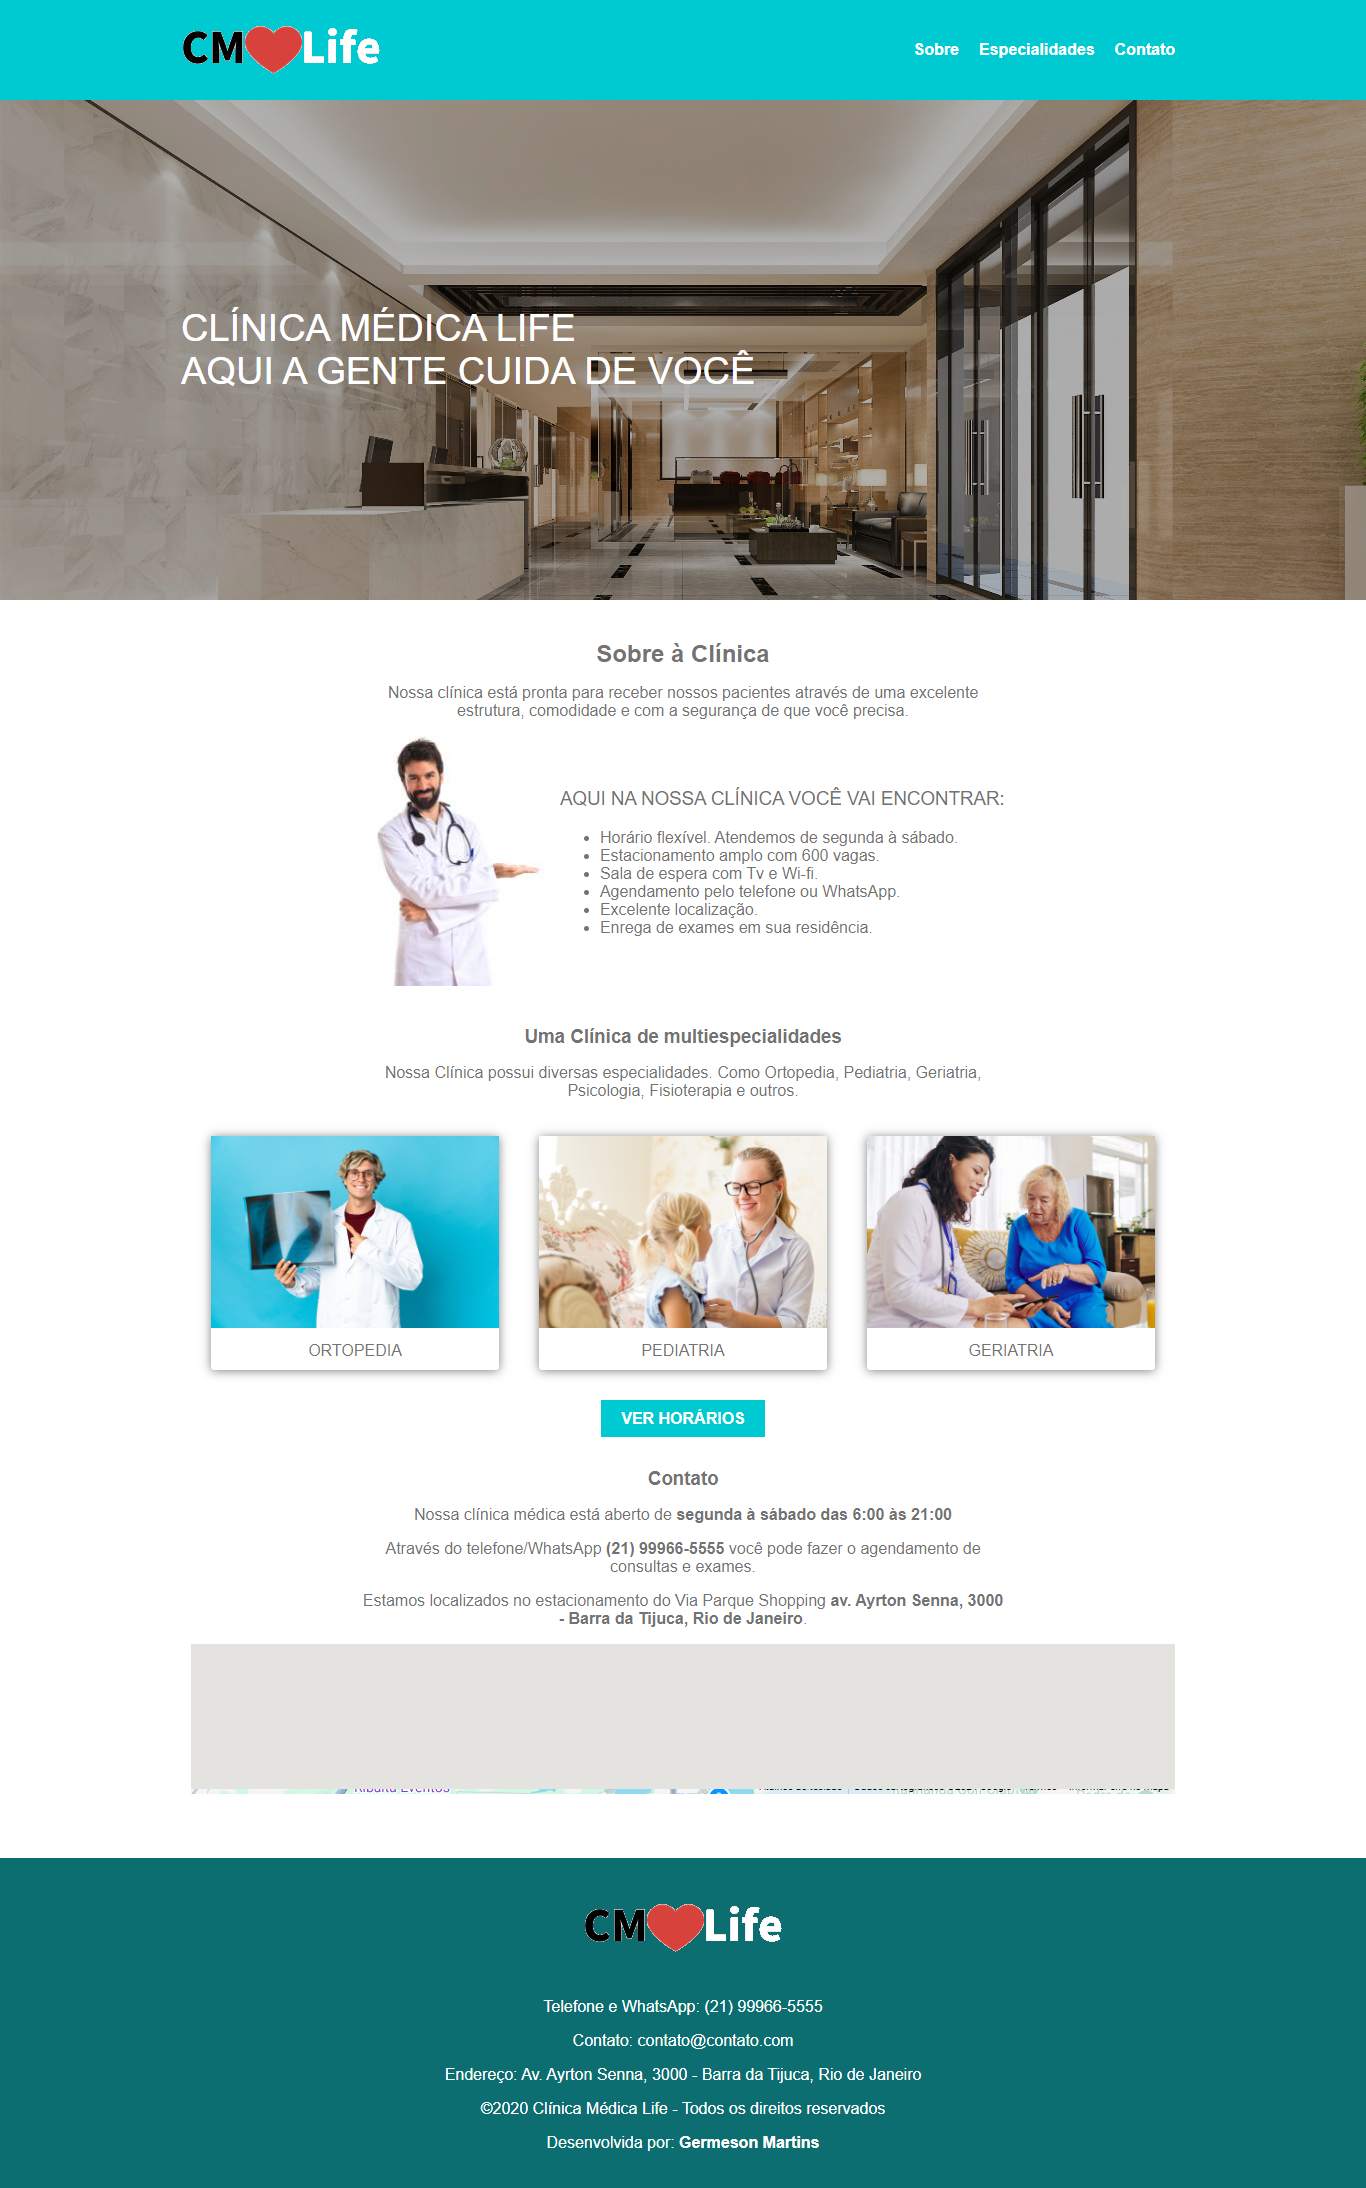 CM Life
Sobre Especialidades Contato
CLÍNICA MÉDICA LIFE
AQUI A GENTE CUIDA DE VOCÊ
Sobre à Clínica
Nossa clínica está pronta para receber nossos pacientes através de uma excelente
estrutura, comodidade e com a segurança de que você precisa.
AQUI NA NOSSA CLÍNICA VOCÊ VAI ENCONTRAR:
Horário flexível. Atendemos de segunda à sábado.
Estacionamento amplo com 600 vagas.
Sala de espera com Tv e Wi-fi.
Agendamento pelo telefone ou WhatsApp.
Excelente localização.
Enrega de exames em sua residência.
Uma Clínica de multiespecialidades
Nossa Clínica possui diversas especialidades. Como Ortopedia, Pediatria, Geriatria,
Psicologia, Fisioterapia e outros.
ORTOPEDIA
PEDIATRIA
GERIATRIA
VER HORÁRIOS
Contato
Nossa clínica médica está aberto de segunda à sábado das 6:00 às 21:00
Através do telefone/WhatsApp (21) 99966-5555 você pode fazer o agendamento de
consultas e exames.
Estamos localizados no estacionamento do Via Parque Shopping av. Ayrton Senna, 3000
- Barra da Tijuca, Rio de Janeiro.
CM Life
Telefone e WhatsApp: (21) 99966-5555
Contato: contato@contato.com
Endereço: Av. Ayrton Senna, 3000 - Barra da Tijuca, Rio de Janeiro
©2020 Clínica Médica Life - Todos os direitos reservados
Desenvolvida por: Germeson Martins